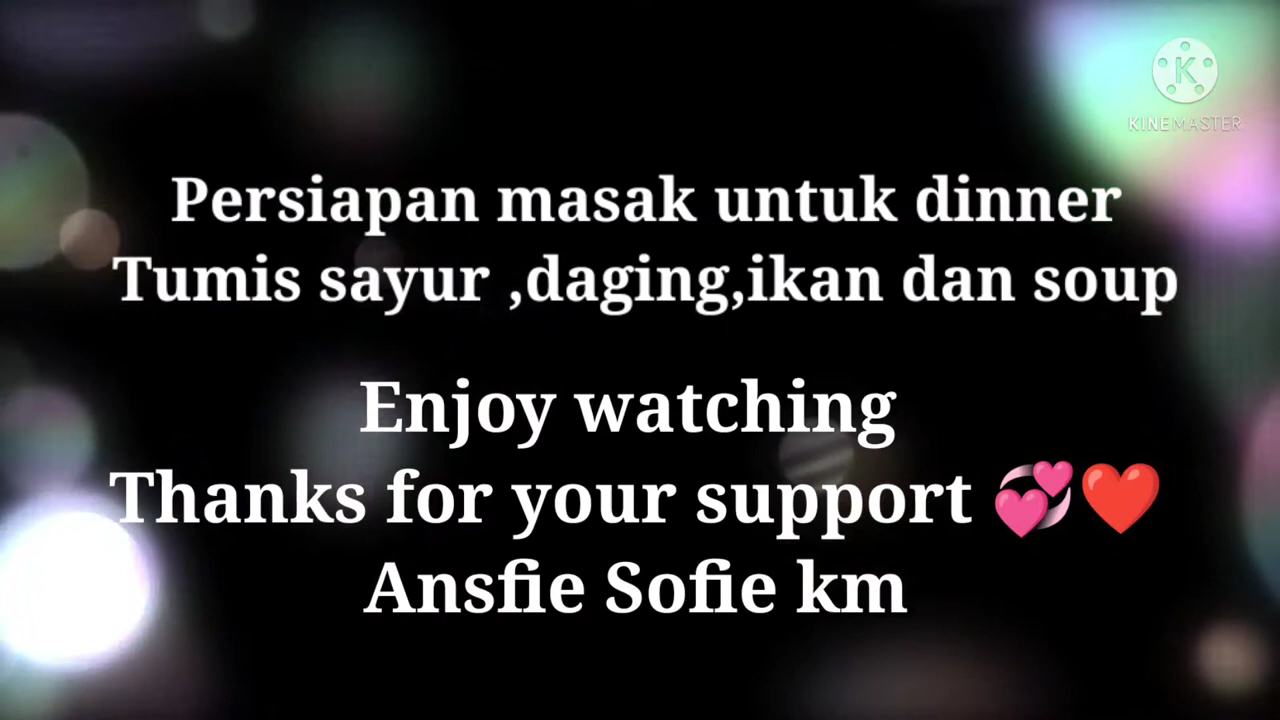 K
KINEMASTER
Persiapan masak untuk dinner
Tumis sayur ,daging,ikan dan soup
Enjoy watching
Thanks for your support 💞❤️
Ansfie Sofie km